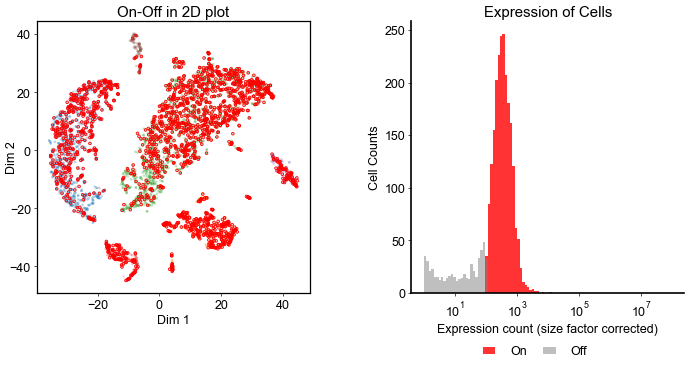 On-Off in 2D plot
40
20
0
−20
−40
Dim 2
−20
0
20
40
Dim 1
Expression of Cells
250
200
150
100
50
0
Cell Counts
10^1
10^3
10^5
10^7
Expression count (size factor corrected)
On
Off